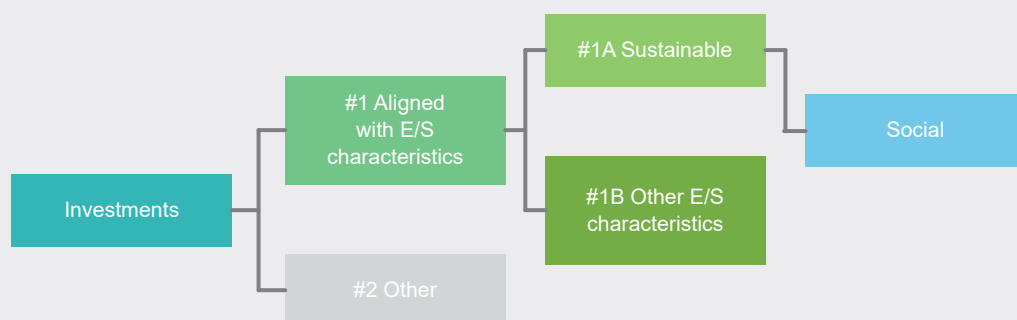 Investments
#1 Aligned
with E/S
characteristics
#2 Other
#1A Sustainable
#1B Other E/S
characteristics
Social